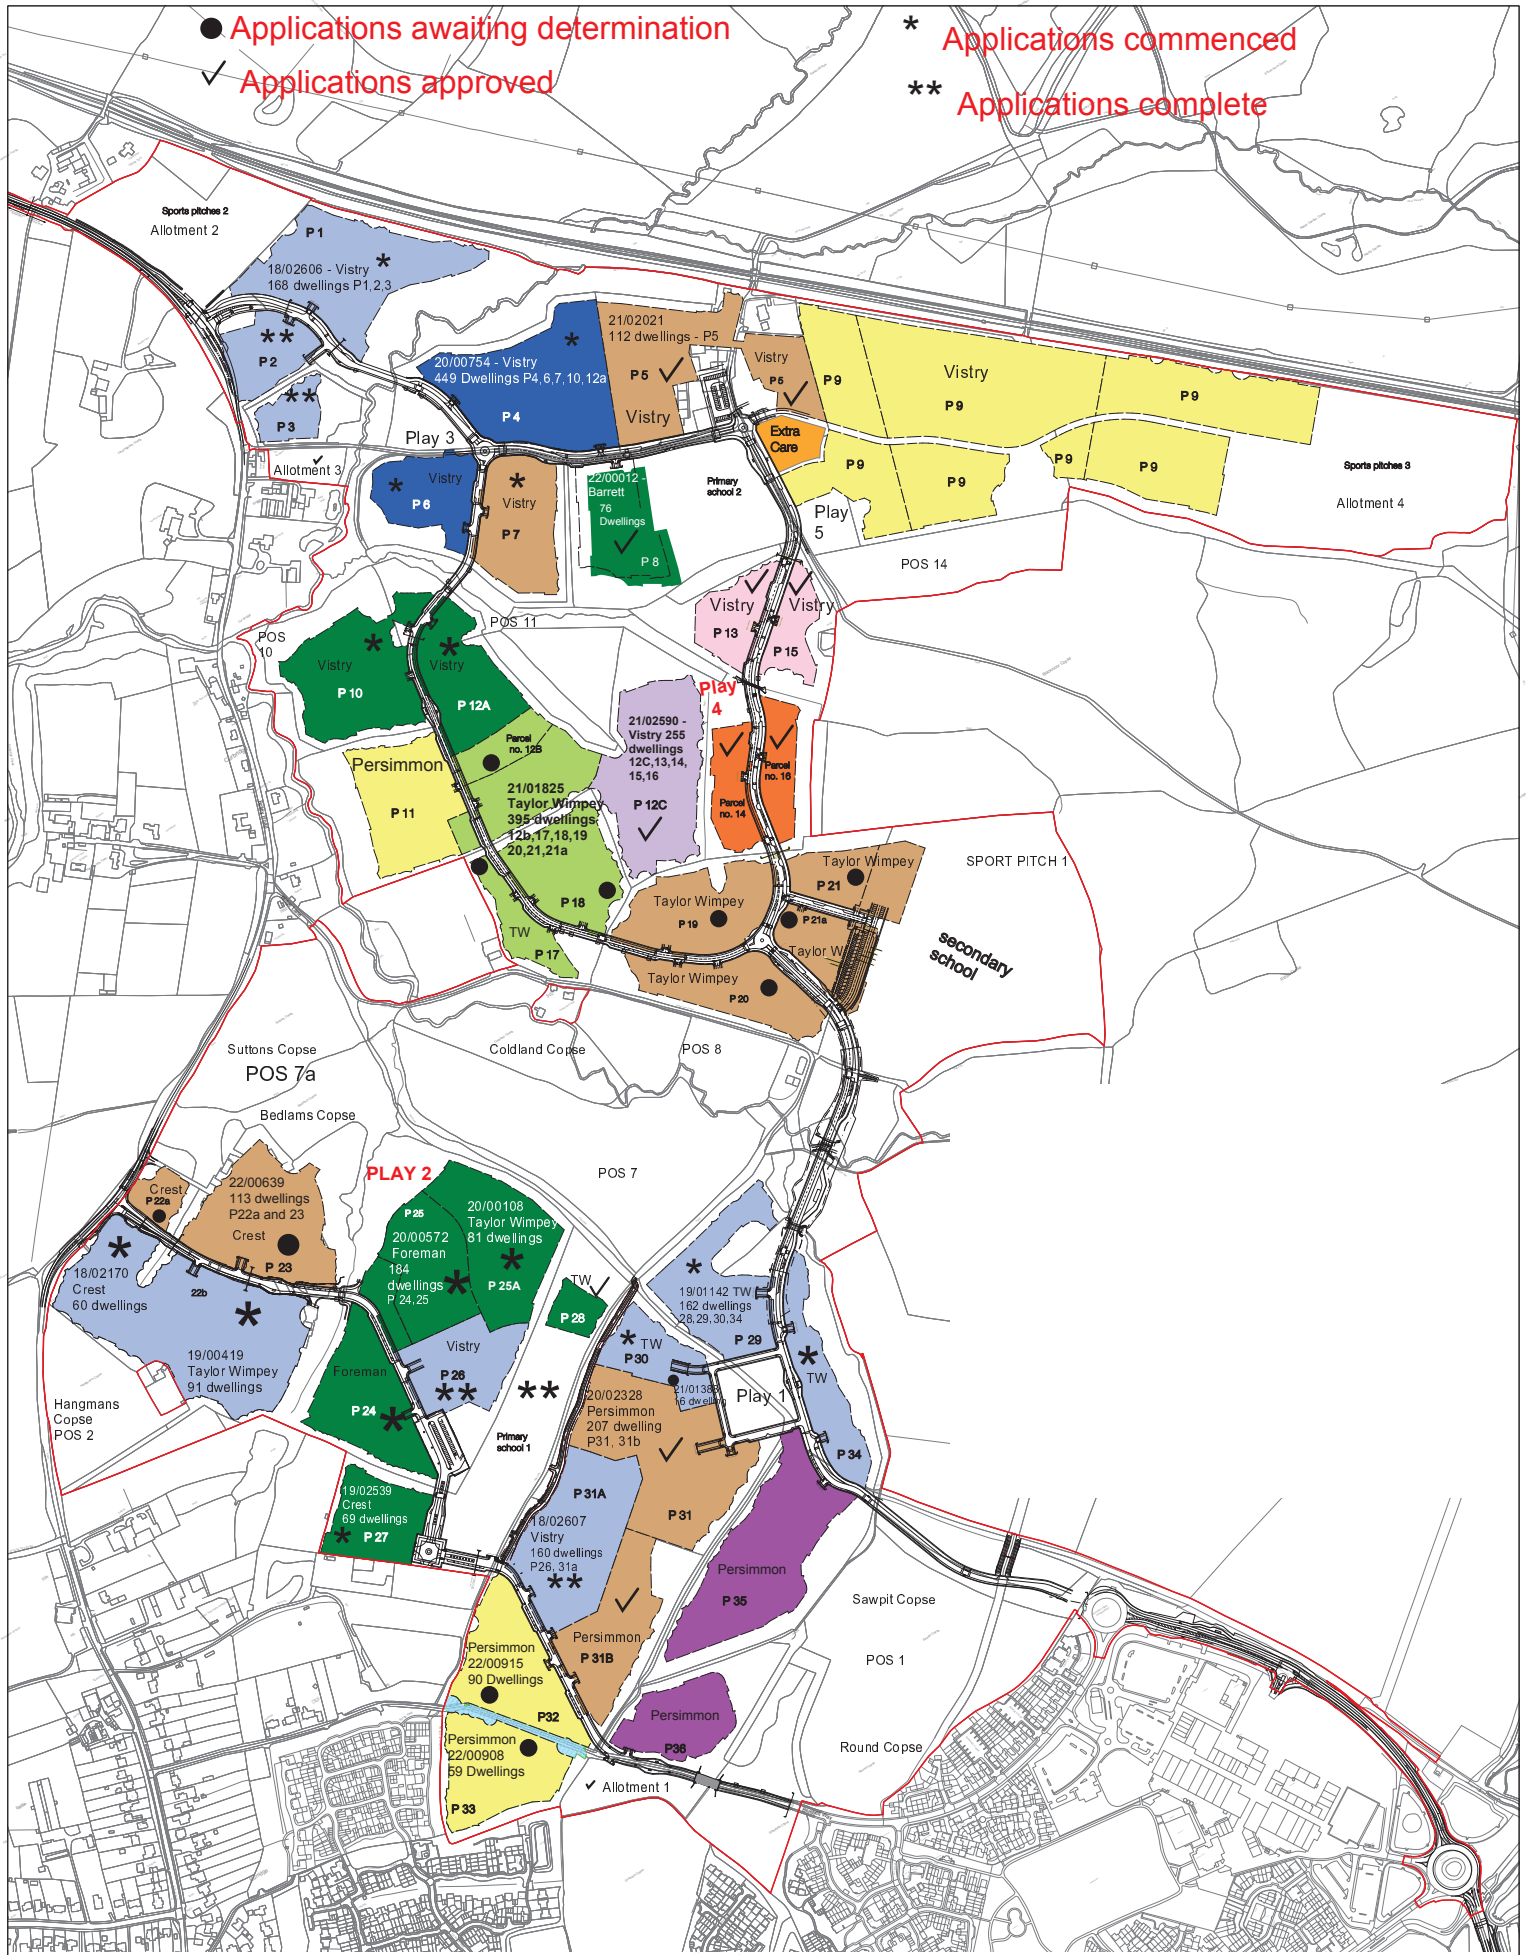 Applications awaiting determination
Applications approved
* Applications commenced
** Applications complete
Sports pitches 2
Allotment 2
P 1
18/02606 - Vistry
168 dwellings P1,2,3
P 2
P 3
Allotment 3
Play 3
20/00754 - Vistry
449 Dwellings P4,6,7,10,12a
P 4
21/02021
112 dwellings - P5
P 5
Vistry
Vistry
P 5
Extra
Care
P 9
Vistry
P 9
P 9
P 9
P 9
P 9
P 9
Sports pitches 3
Allotment 4
Vistry
P 6
Vistry
P 7
22/00012 -
Barrett
76
Dwellings
P 8
Primary
school 2
Play
5
POS 14
POS
10
POS 11
Vistry
P 10
Vistry
P 12A
Vistry
P 13
Vistry
P 15
Play
4
Parcel
no. 12B
21/02590 -
Vistry 255
dwellings
12C,13,14,
15,16
P 12C
Parcel
no. 14
Parcel
no. 16
Persimmon
P 11
21/01825
Taylor Wimpey
395 dwellings
12b,17,18,19
20,21,21a
P 18
TW
P 17
Taylor Wimpey
P 19
Taylor Wimpey
P 21
P 21a
Taylor W
Taylor Wimpey
P 20
SPORT PITCH 1
secondary
school
Suttons Copse
POS 7a
Bedlams Copse
Coldland Copse
POS 8
POS 7
PLAY 2
Crest
P 22a
22/00639
113 dwellings
P22a and 23
Crest
P 23
18/02170
Crest
60 dwellings
22b
19/00419
Taylor Wimpey
91 dwellings
Hangmans
Copse
POS 2
P 25
20/00572
Foreman
184
dwellings
P 24,25
20/00108
Taylor Wimpey
81 dwellings
P 25A
TW
P 28
Foreman
P 24
Vistry
P 26
Primary
school 1
19/02539
Crest
69 dwellings
P 27
19/01142 TW
162 dwellings
28,29,30,34
P 29
TW
P 30
21/01386
16 dwelling
Play 1
TW
P 34
20/02328
Persimmon
207 dwelling
P31, 31b
P 31
P 31A
18/02607
Vistry
160 dwellings
P26, 31a
Persimmon
P 31B
Persimmon
P 35
Persimmon
P36
Persimmon
22/00915
90 Dwellings
P32
Persimmon
22/00908
59 Dwellings
P 33
Allotment 1
Sawpit Copse
POS 1
Round Copse